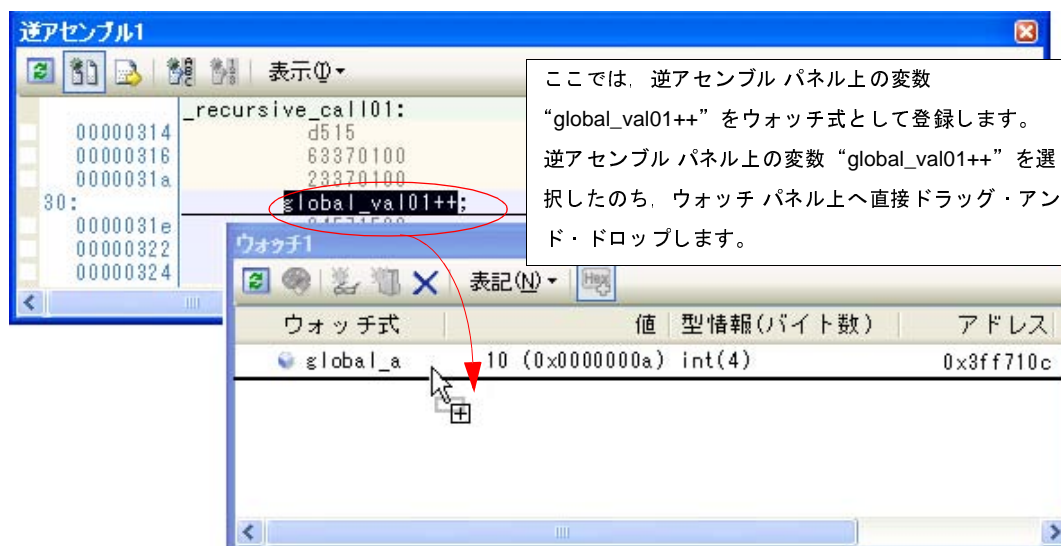 逆アセンブル1
表示(I)
_recursive_call01:
00000314 d515
00000316 63370100
0000031a 23370100
30: global_val01++;
0000031e
00000322
00000324
ここでは，逆アセンブル パネル上の変数
“global_val01++”をウォッチ式として登録します。
逆アセンブル パネル上の変数“global_val01++”を選
択したのち，ウォッチ パネル上へ直接ドラッグ・アン
ド・ドロップします。
ウォッチ1
表記(N) Hex
ウォッチ式 値 型情報(バイト数) アドレス
global_a 10 (0x0000000a) int(4) 0x3ff710c